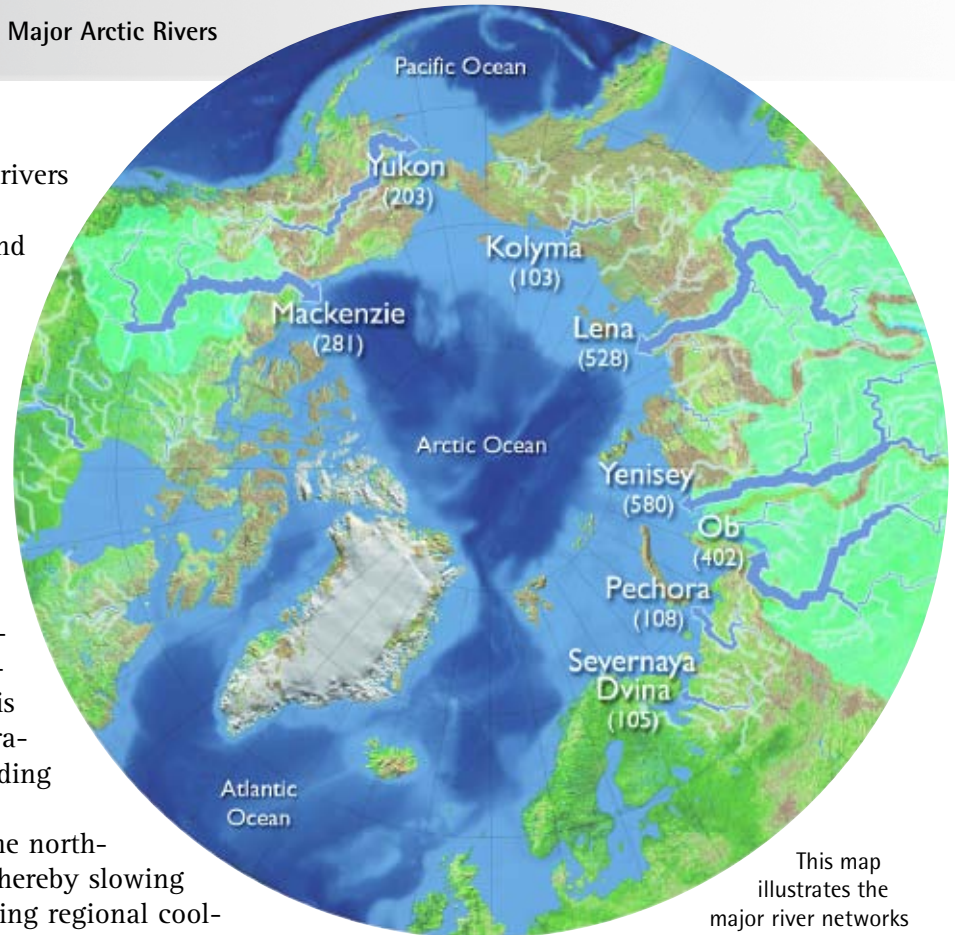 Major Arctic Rivers
Pacific Ocean
rivers
Yukon
(203)
nd
Kolyma
(103)
Mackenzie
(281)
Lena
(528)
Arctic Ocean
Yenisey
(580)
Ob
(402)
Pechora
(108)
Severnaya
Dvina
(105)
-
-
is
ra-
ding
Atlantic
Ocean
he north-
hereby slowing
ing regional cool-
This map
illustrates the
major river networks